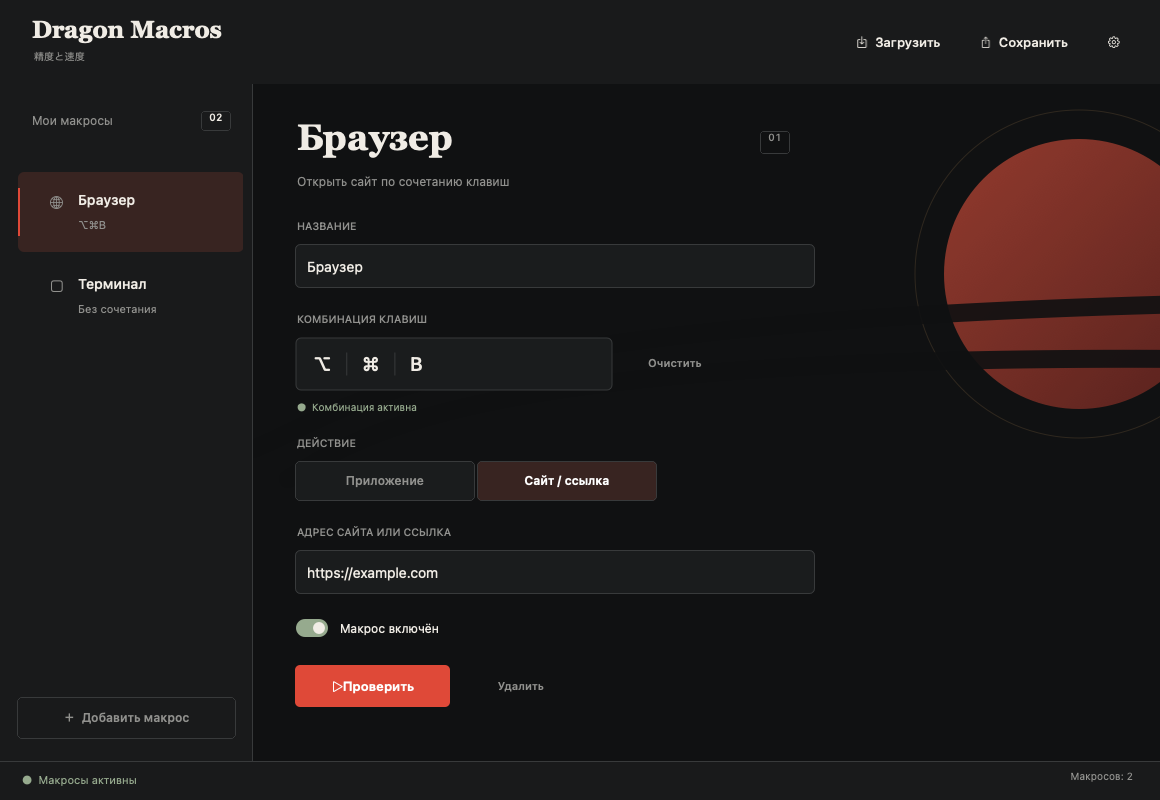 Dragon Macros
精度と速度
Загрузить
Сохранить
Мои макросы
02
Браузер
⌥⌘B
Терминал
Без сочетания
+ Добавить макрос
Браузер
01
Открыть сайт по сочетанию клавиш
НАЗВАНИЕ
Браузер
КОМБИНАЦИЯ КЛАВИШ
⌥ ⌘ B
Очистить
Комбинация активна
ДЕЙСТВИЕ
Приложение
Сайт / ссылка
АДРЕС САЙТА ИЛИ ССЫЛКА
https://example.com
Макрос включён
Проверить
Удалить
Макросы активны
Макросов: 2